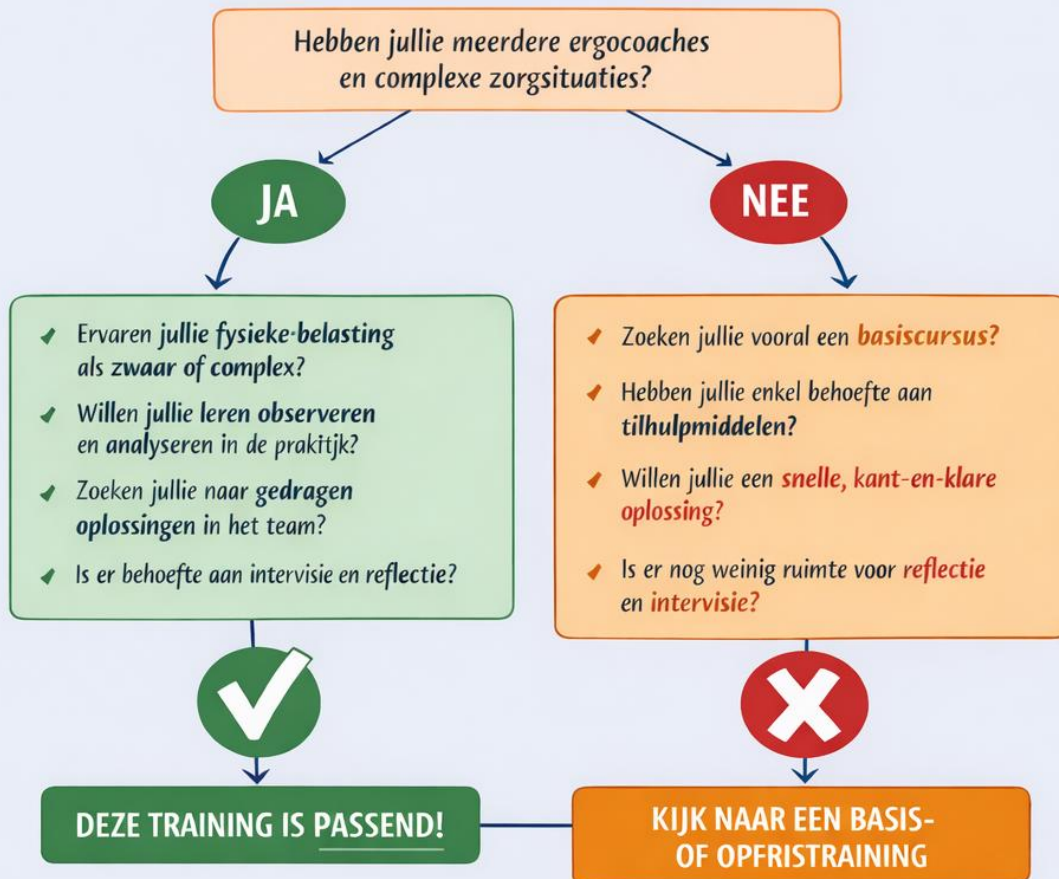 Hebben jullie meerdere ergocoaches
en complexe zorgsituaties?
JA
NEE
Ervaren jullie fysieke-belasting
als zwaar of complex?
Willen jullie leren observeren
en analyseren in de prakitjk?
Zoeken jullie naar gedragen
oplossingen in het team?
Is er behoefte aan intervisie en reflectie?
Zoeken jullie vooral een basiscursus?
Hebben jullie enkel behoefte aan
tilhulpmiddelen?
Willen jullie een snelle, kant-en-klare
oplossing?
Is er nog weinig ruimte voor reflectie
en intervisie?
DEZE TRAINING IS PASSEND!
KIJK NAAR EEN BASIS-
OF OPFRISTRAINING